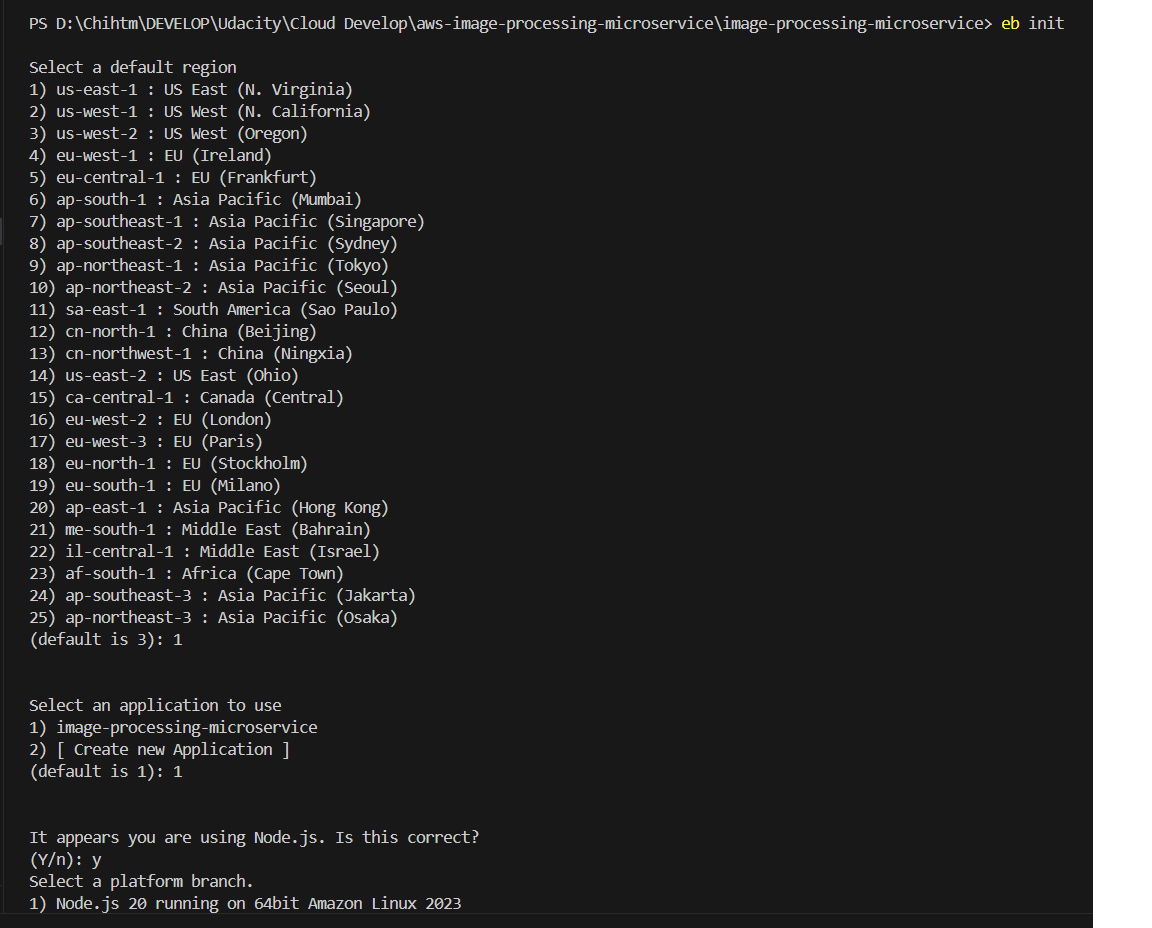 PS D:\Chihtm\DEVELOP\Udacity\Cloud Develop\aws-image-processing-microservice\image-processing-microservice> eb init
Select a default region
1) us-east-1 : US East (N. Virginia)
2) us-west-1 : US West (N. California)
3) us-west-2 : US West (Oregon)
4) eu-west-1 : EU (Ireland)
5) eu-central-1 : EU (Frankfurt)
6) ap-south-1 : Asia Pacific (Mumbai)
7) ap-southeast-1 : Asia Pacific (Singapore)
8) ap-southeast-2 : Asia Pacific (Sydney)
9) ap-northeast-1 : Asia Pacific (Tokyo)
10) ap-northeast-2 : Asia Pacific (Seoul)
11) sa-east-1 : South America (Sao Paulo)
12) cn-north-1 : China (Beijing)
13) cn-northwest-1 : China (Ningxia)
14) us-east-2 : US East (Ohio)
15) ca-central-1 : Canada (Central)
16) eu-west-2 : EU (London)
17) eu-west-3 : EU (Paris)
18) eu-north-1 : EU (Stockholm)
19) eu-south-1 : EU (Milano)
20) ap-east-1 : Asia Pacific (Hong Kong)
21) me-south-1 : Middle East (Bahrain)
22) il-central-1 : Middle East (Israel)
23) af-south-1 : Africa (Cape Town)
24) ap-southeast-3 : Asia Pacific (Jakarta)
25) ap-northeast-3 : Asia Pacific (Osaka)
(default is 3): 1
Select an application to use
1) image-processing-microservice
2) [ Create new Application ]
(default is 1): 1
It appears you are using Node.js. Is this correct?
(Y/n): y
Select a platform branch.
1) Node.js 20 running on 64bit Amazon Linux 2023